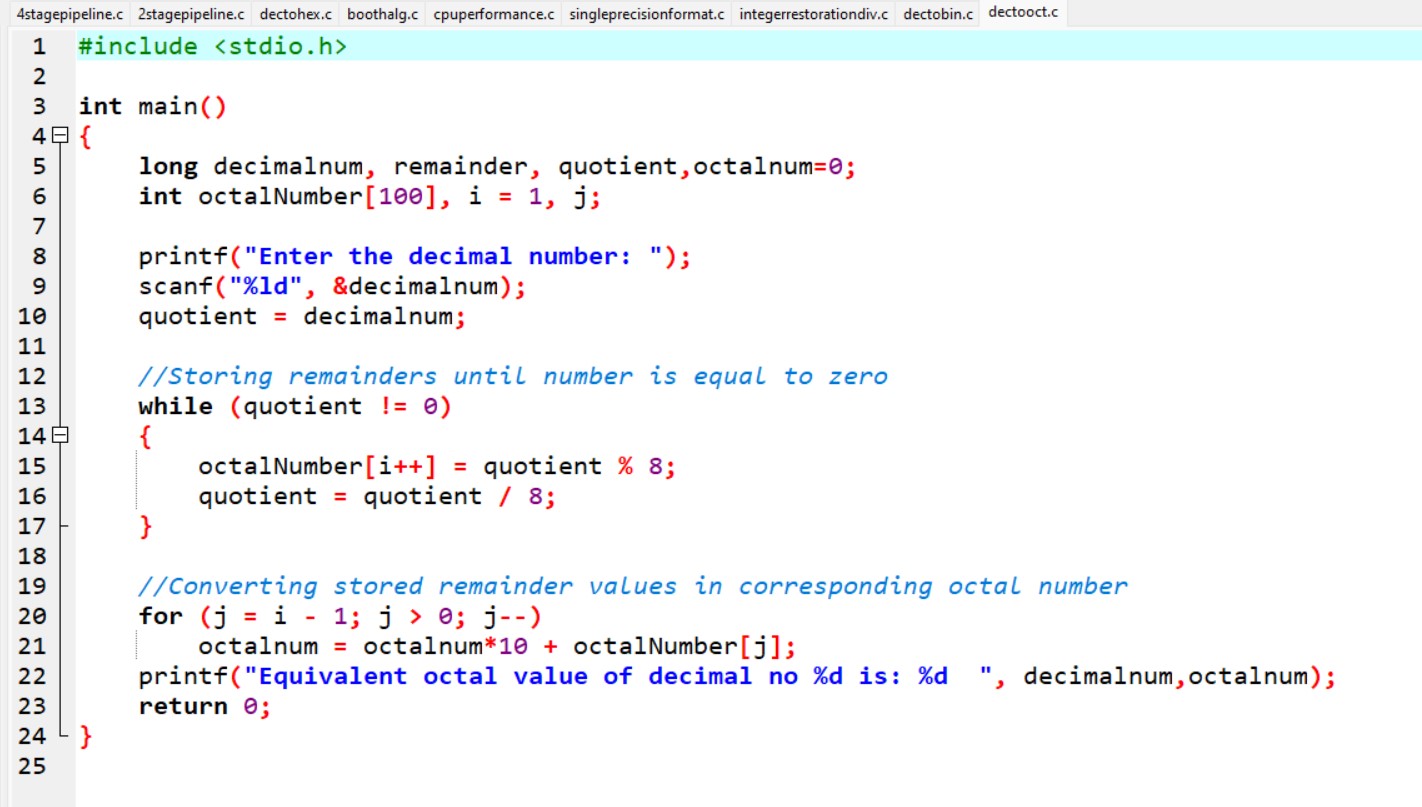 4stagepipeline.c 2stagepipeline.c dectohex.c boothalg.c cpuperformance.c singleprecisionformat.c integerrestorationdiv.c dectobin.c dectooct.c
1 #include <stdio.h>
2
3 int main()
4 {
5 long decimalnum, remainder, quotient,octalnum=0;
6 int octalNumber[100], i = 1, j;
7
8 printf("Enter the decimal number: ");
9 scanf("%ld", &decimalnum);
10 quotient = decimalnum;
11
12 //Storing remainders until number is equal to zero
13 while (quotient != 0)
14 {
15 octalNumber[i++] = quotient % 8;
16 quotient = quotient / 8;
17 }
18
19 //Converting stored remainder values in corresponding octal number
20 for (j = i - 1; j > 0; j--)
21 octalnum = octalnum*10 + octalNumber[j];
22 printf("Equivalent octal value of decimal no %d is: %d  ", decimalnum,octalnum);
23 return 0;
24 }
25